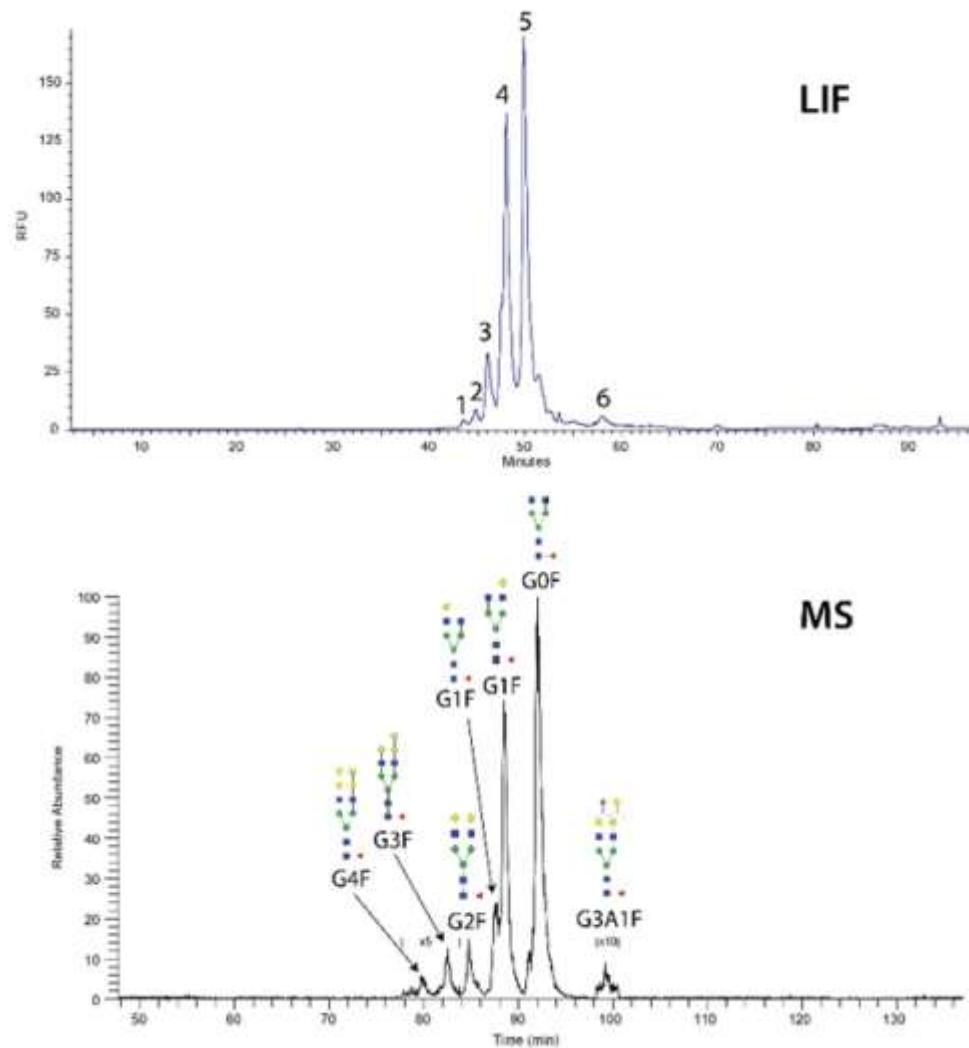 5
LIF
150
4
125
100
RFU
75
50
3
25
2
1
6
0
10 20 30 40 50 60 70 80 90
Minutes
G0F
MS
100
90
G1F
G1F
80
70
G3F
60
Relative Abundance
50
G4F
40
G2F
30
G3A1F
(x10)
20
x5
10
0
50 60 70 80 90 100 110 120 130
Time (min)